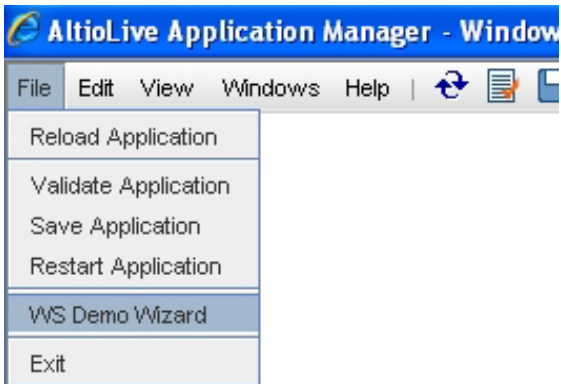 AltioLive Application Manager - Window
File Edit View Windows Help |
Reload Application
Validate Application
Save Application
Restart Application
WS Demo Wizard
Exit